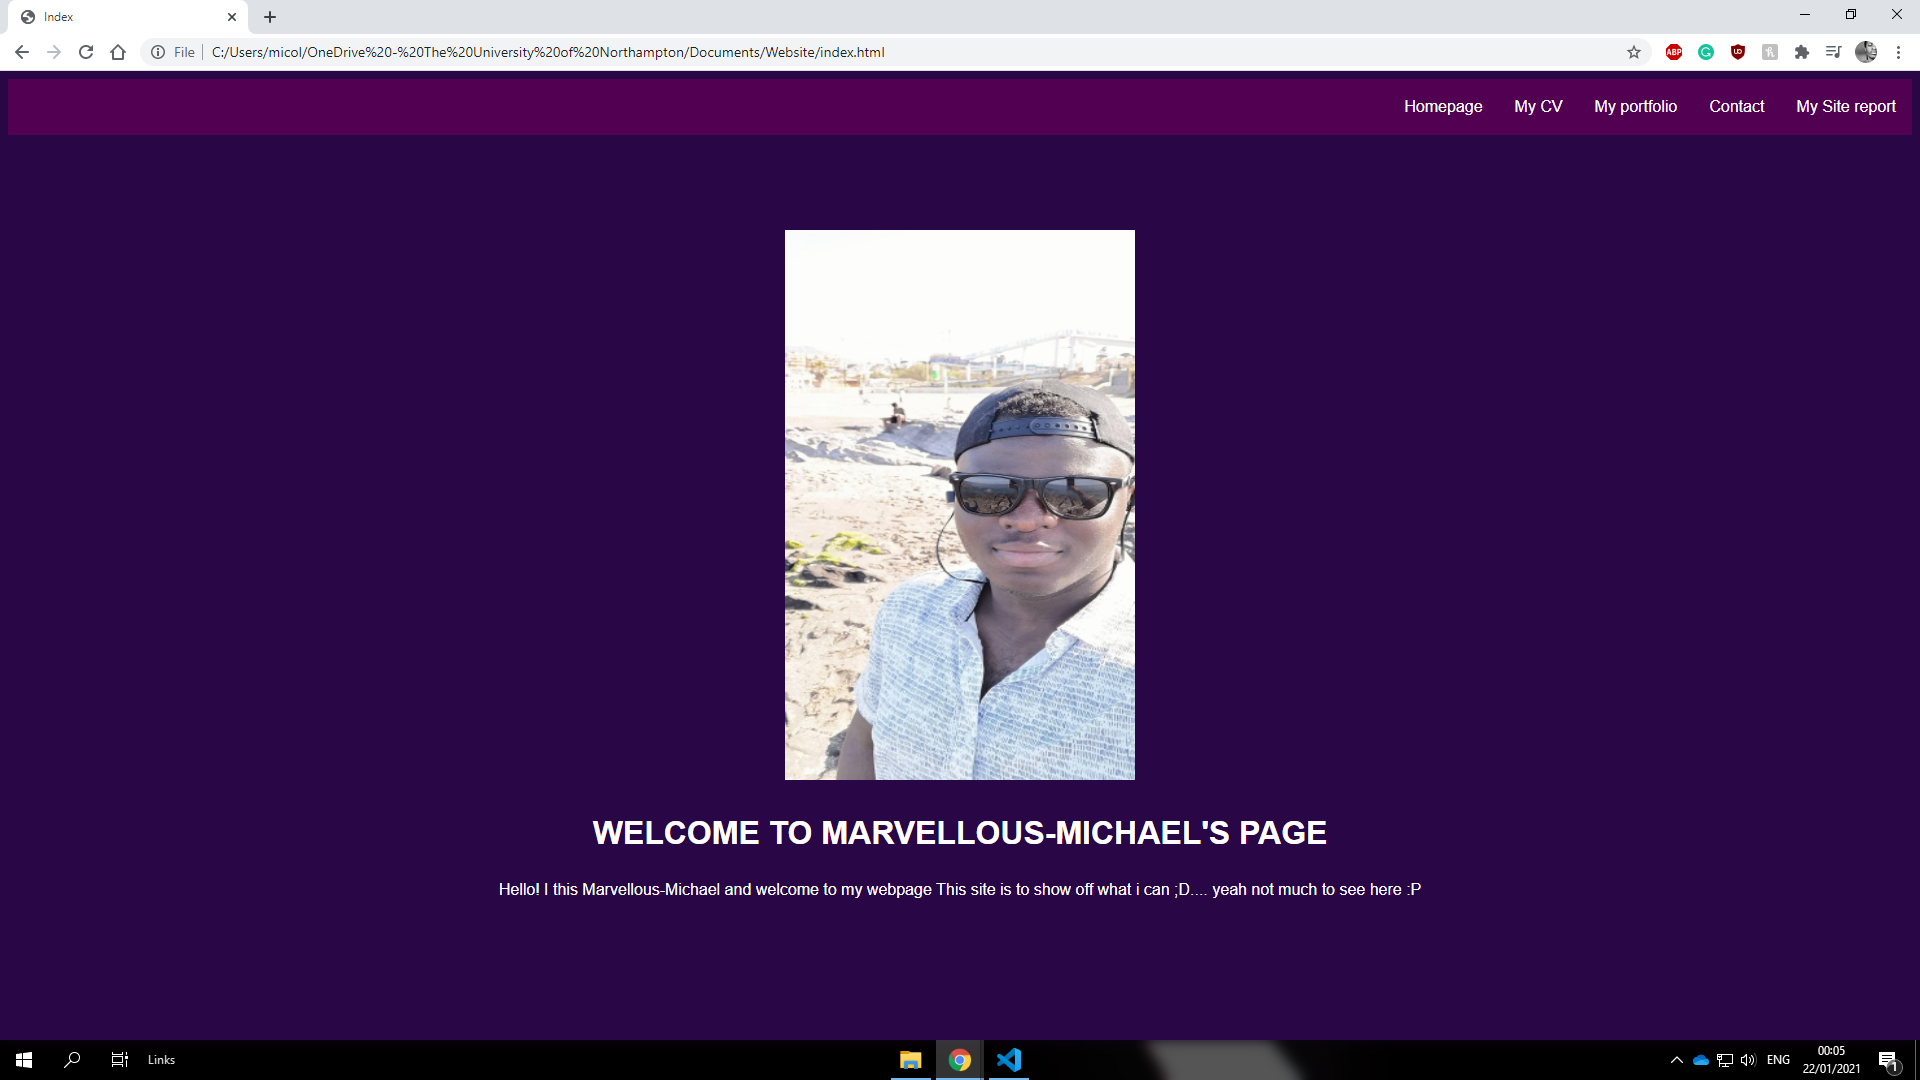 Index
File
C:/Users/micol/OneDrive%20-%20The%20University%20of%20Northampton/Documents/Website/index.html
ABP
Homepage My CV My portfolio Contact My Site report
WELCOME TO MARVELLOUS-MICHAEL'S PAGE
Hello! I this Marvellous-Michael and welcome to my webpage This site is to show off what i can ;D.... yeah not much to see here :P
Links
ENG
00:05
22/01/2021
1